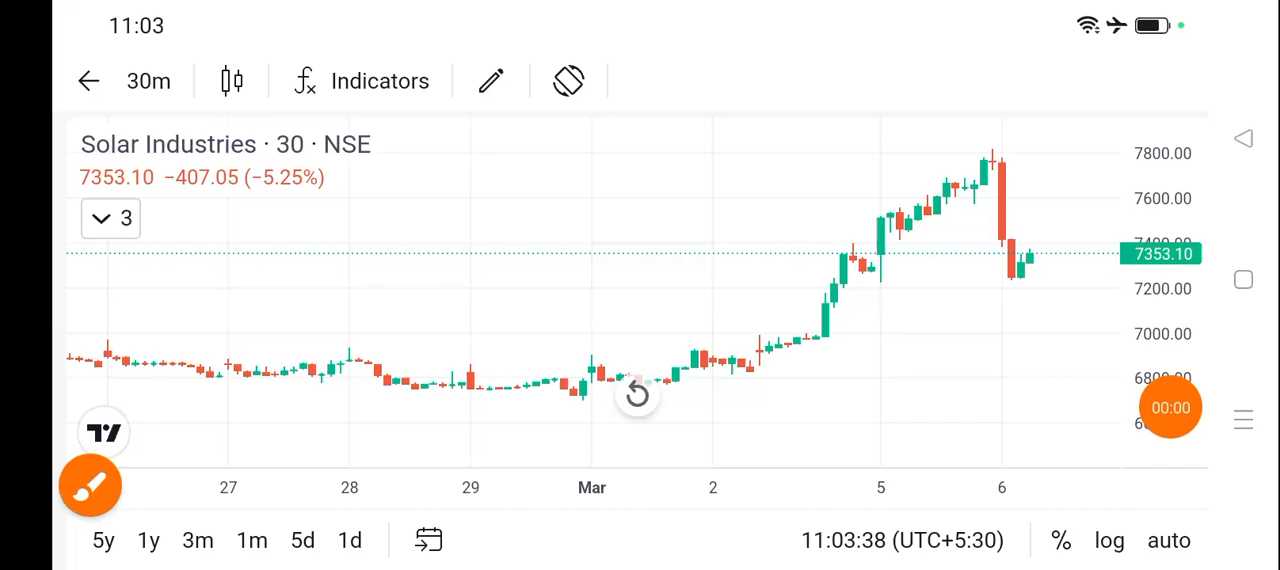 11:03
30m
Indicators
Solar Industries · 30 · NSE
7353.10 −407.05 (−5.25%)
3
7800.00
7600.00
7400.00
7353.10
7200.00
7000.00
00:00
27 28 29 Mar 2 5 6
5y 1y 3m 1m 5d 1d 11:03:38 (UTC+5:30) % log auto